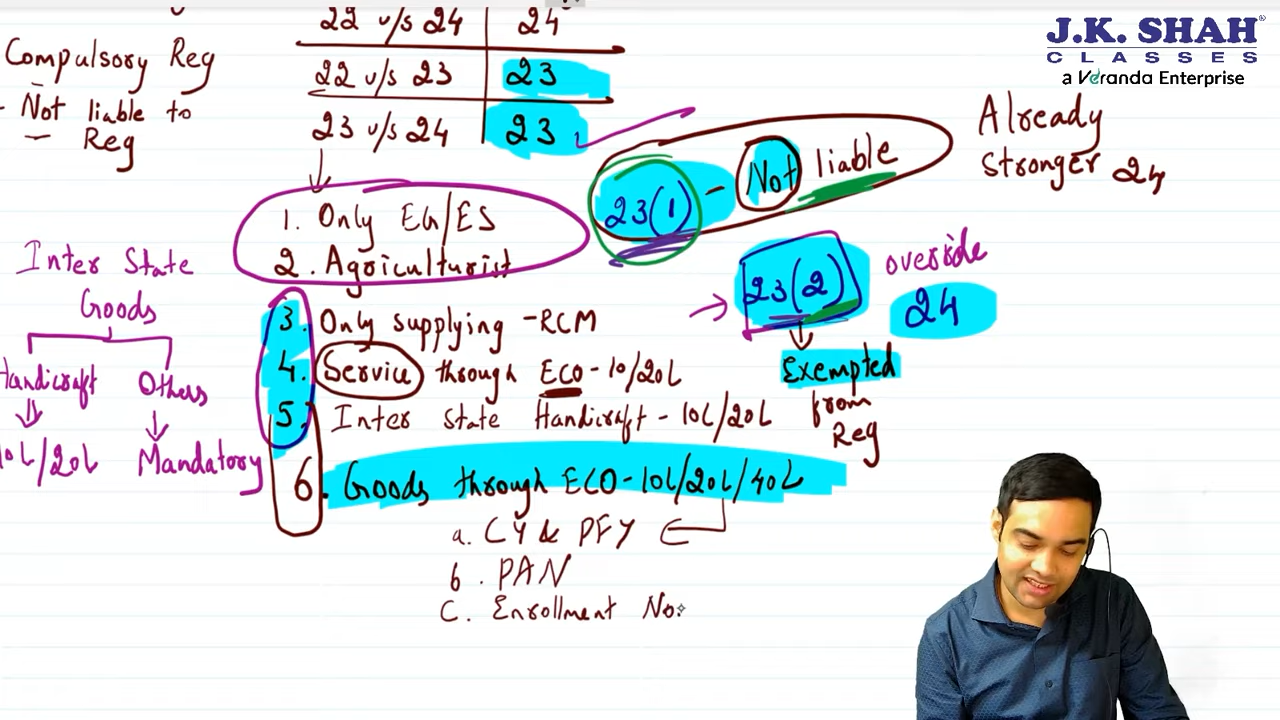 J.K. SHAH®
CLASSES
a Veranda Enterprise
22 v/s 24 | 24
22 v/s 23 | 23
23 v/s 24 | 23
Compulsory Reg
- Not liable to
Reg
1. Only EG/ES
2. Agriculturist
23(1) - Not liable
Already
stronger 24
23(2) override
24
Exempted
from
Reg
Inter State
Goods
Handicraft Others
10L/20L Mandatory
3. Only supplying - RCM
4. Service through ECO - 10/20L
5. Inter state Handicraft - 10L/20L
6. Goods through ECO - 10L/20L/40L
a. CY & PFY
b. PAN
C. Enrollment No: